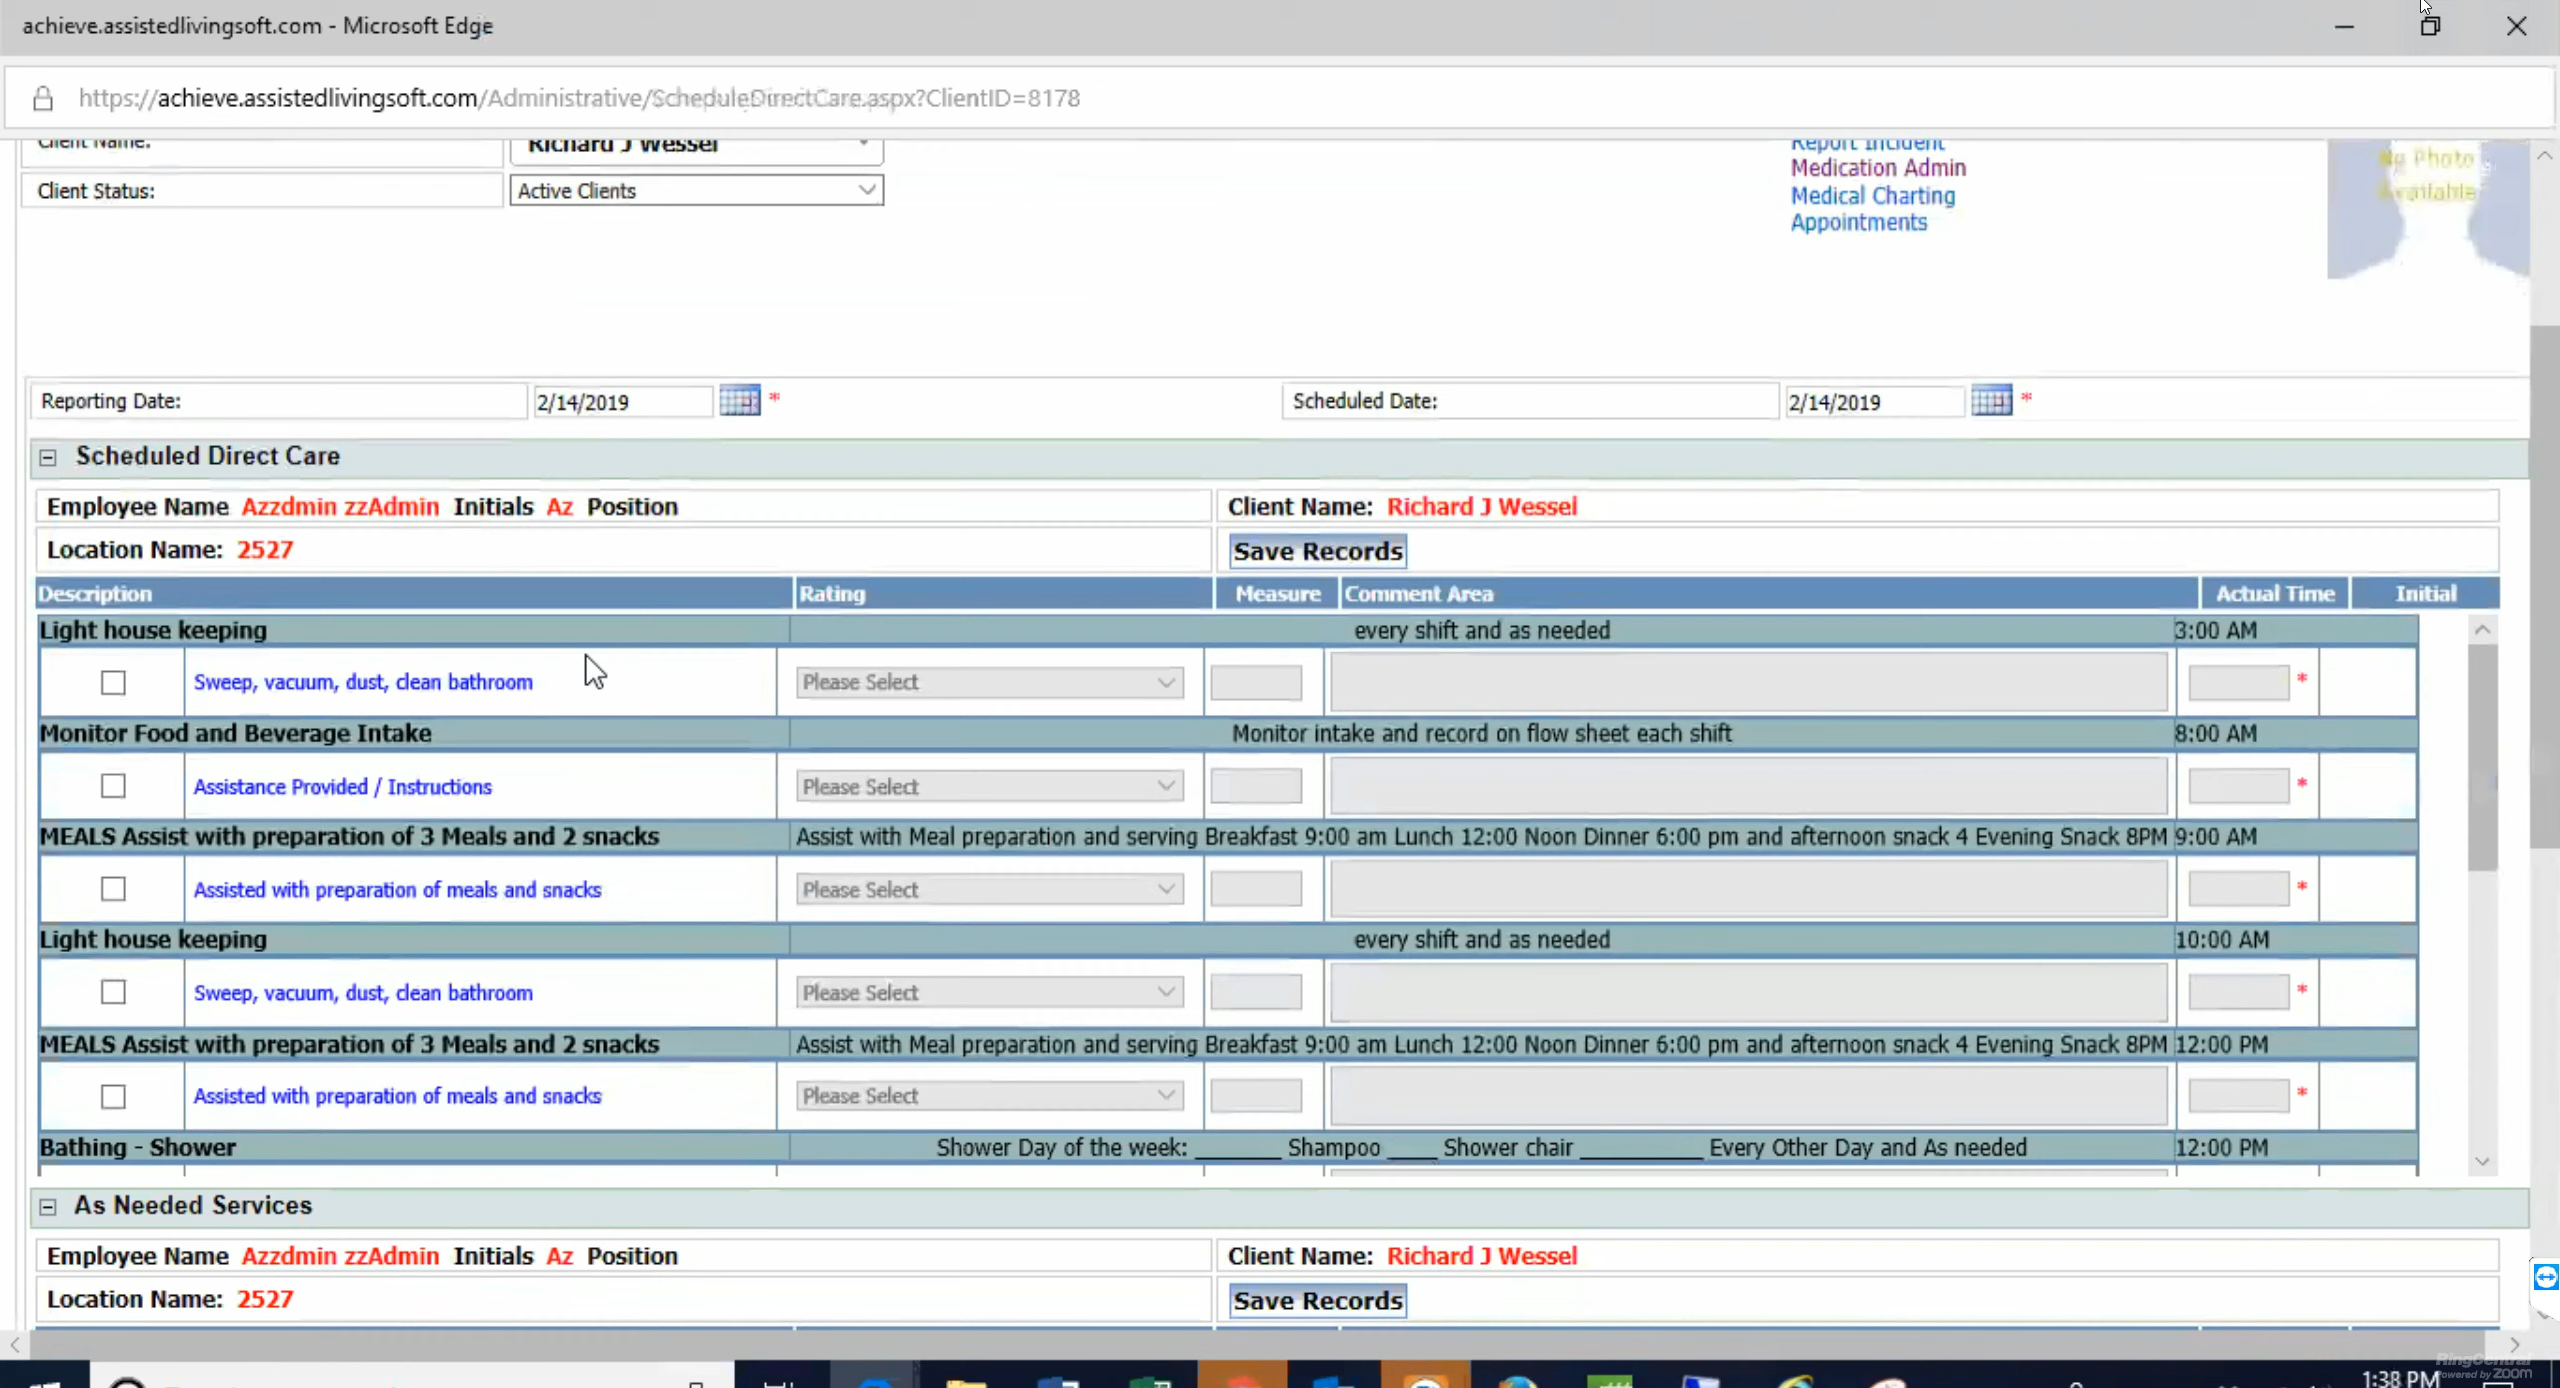 achieve.assistedlivingsoft.com - Microsoft Edge
https://achieve.assistedlivingsoft.com/Administrative/ScheduleDirectCare.aspx?ClientID=8178
Client Name: Richard J Wessel
Report Incident
No Photo Available
Medication Admin
Client Status: Active Clients
Medical Charting
Appointments
Reporting Date: 2/14/2019 * Scheduled Date: 2/14/2019 *
Scheduled Direct Care
Employee Name Azzdmin zzAdmin Initials Az Position Client Name: Richard J Wessel
Location Name: 2527 Save Records
Description Rating Measure Comment Area Actual Time Initial
Light house keeping every shift and as needed 3:00 AM
Sweep, vacuum, dust, clean bathroom Please Select *
Monitor Food and Beverage Intake Monitor intake and record on flow sheet each shift 8:00 AM
Assistance Provided / Instructions Please Select *
MEALS Assist with preparation of 3 Meals and 2 snacks Assist with Meal preparation and serving Breakfast 9:00 am Lunch 12:00 Noon Dinner 6:00 pm and afternoon snack 4 Evening Snack 8PM 9:00 AM
Assisted with preparation of meals and snacks Please Select *
Light house keeping every shift and as needed 10:00 AM
Sweep, vacuum, dust, clean bathroom Please Select *
MEALS Assist with preparation of 3 Meals and 2 snacks Assist with Meal preparation and serving Breakfast 9:00 am Lunch 12:00 Noon Dinner 6:00 pm and afternoon snack 4 Evening Snack 8PM 12:00 PM
Assisted with preparation of meals and snacks Please Select *
Bathing - Shower Shower Day of the week: _______ Shampoo ____ Shower chair __________ Every Other Day and As needed 12:00 PM
As Needed Services
Employee Name Azzdmin zzAdmin Initials Az Position Client Name: Richard J Wessel
Location Name: 2527 Save Records
RingCentral
Powered by ZOOM
1:38 PM